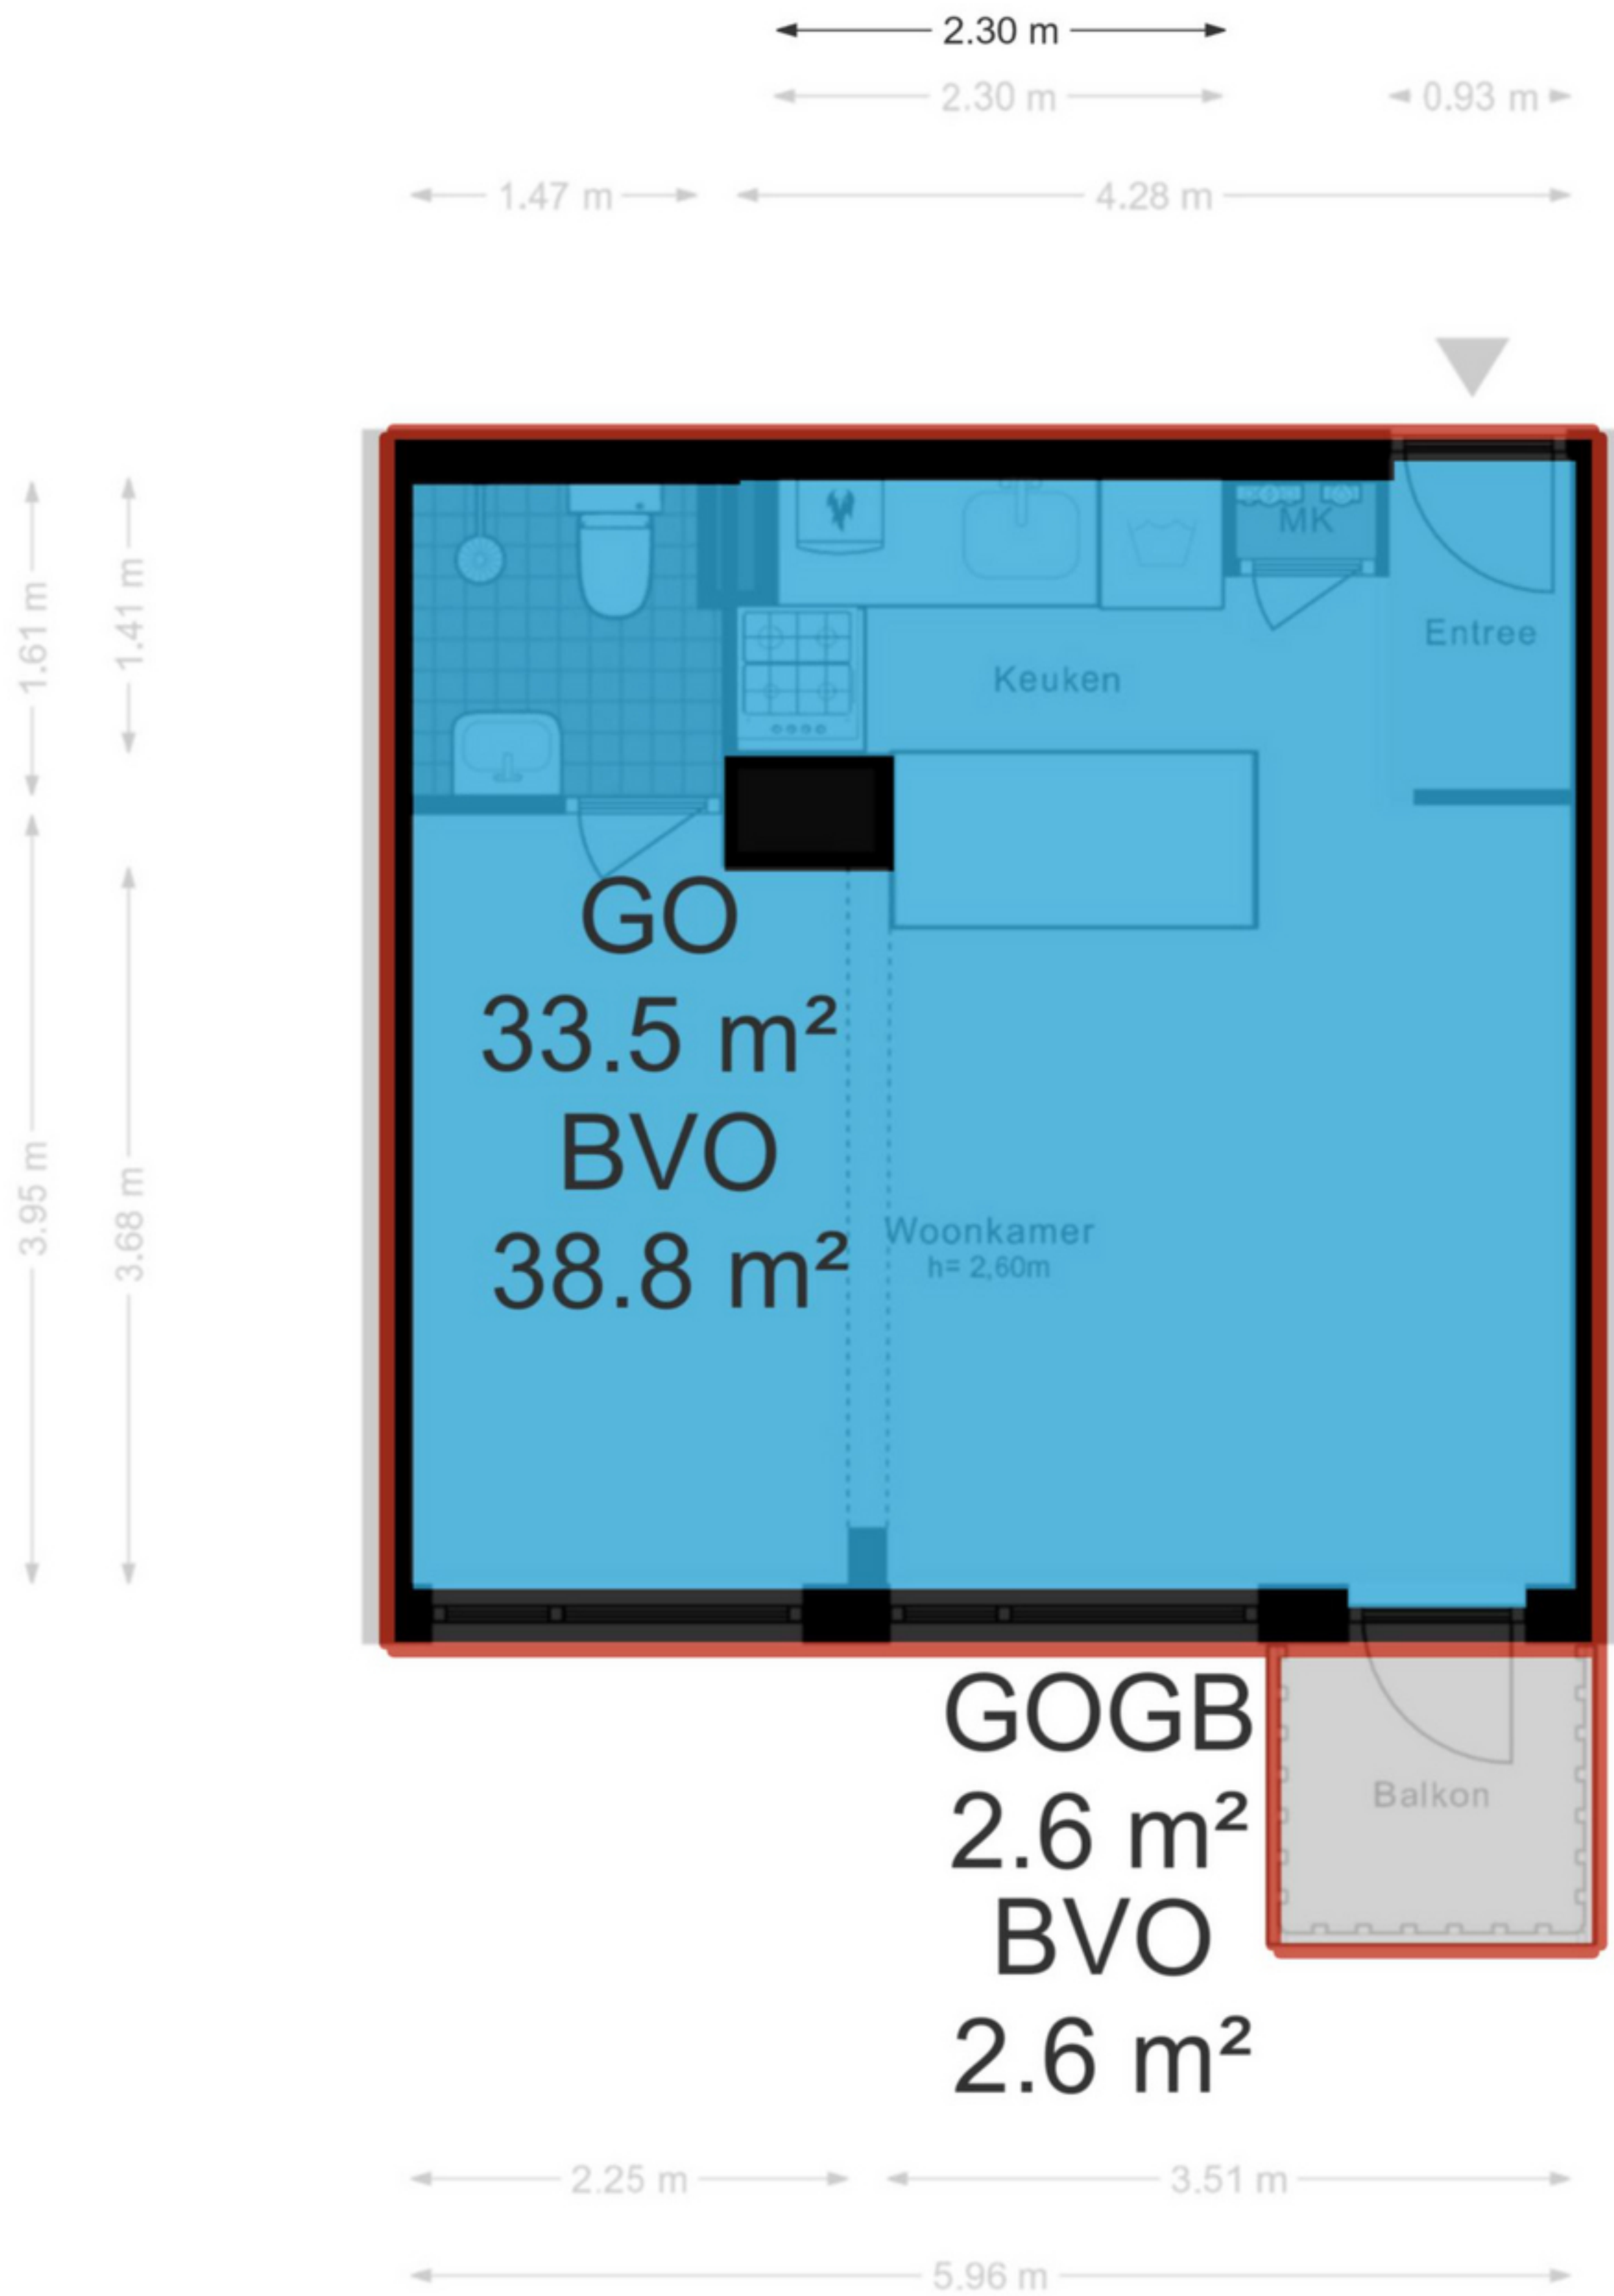 2.30 m
2.30 m
0.93 m
1.47 m
4.28 m
1.61 m
1.41 m
MK
Entree
Keuken
GO
33.5 m²
BVO
38.8 m²
3.95 m
3.68 m
Woonkamer
h= 2,60m
GOGB
2.6 m²
BVO
2.6 m²
Balkon
2.25 m
3.51 m
5.96 m